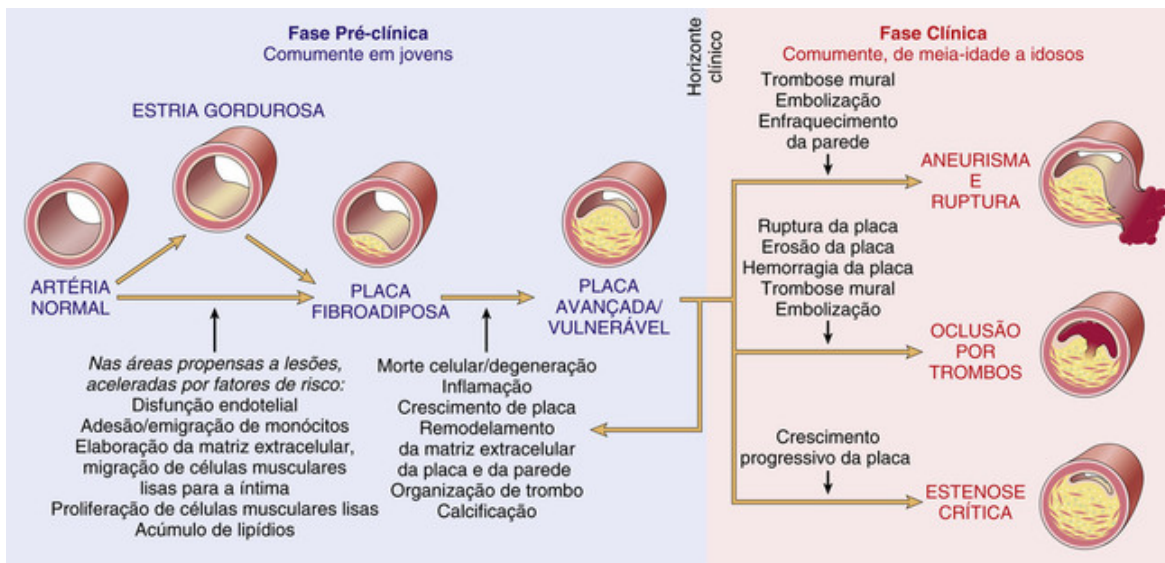 Fase Pré-clínica
Comumente em jovens
ESTRIA GORDUROSA
ARTÉRIA
NORMAL
PLACA
FIBROADIPOSA
PLACA
AVANÇADA/
VULNERÁVEL
Nas áreas propensas a lesões,
aceleradas por fatores de risco:
Disfunção endotelial
Adesão/emigração de monócitos
Elaboração da matriz extracelular,
migração de células musculares
lisas para a íntima
Proliferação de células musculares lisas
Acúmulo de lipídios
Morte celular/degeneração
Inflamação
Crescimento de placa
Remodelamento
da matriz extracelular
da placa e da parede
Organização de trombo
Calcificação
Horizonte
clínico
Fase Clínica
Comumente, de meia-idade a idosos
Trombose mural
Embolização
Enfraquecimento
da parede
ANEURISMA
E
RUPTURA
Ruptura da placa
Erosão da placa
Hemorragia da placa
Trombose mural
Embolização
OCLUSÃO
POR
TROMBOS
Crescimento
progressivo da placa
ESTENOSE
CRÍTICA